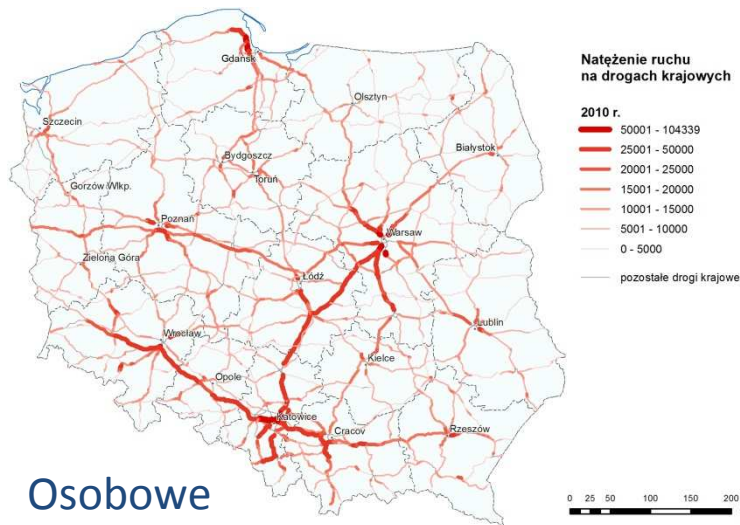 Gdańsk
Olsztyn
Szczecin
Białystok
Bydgoszcz
Toruń
Gorzów Wlkp.
Poznań
Warsaw
Zielona Góra
Łódź
Lublin
Wrocław
Kielce
Opole
Katowice
Cracov
Rzeszów
Osobowe
Natężenie ruchu
na drogach krajowych
2010 r.
50001 - 104339
25001 - 50000
20001 - 25000
15001 - 20000
10001 - 15000
5001 - 10000
0 - 5000
pozostałe drogi krajowe
0 25 50 100 150 200